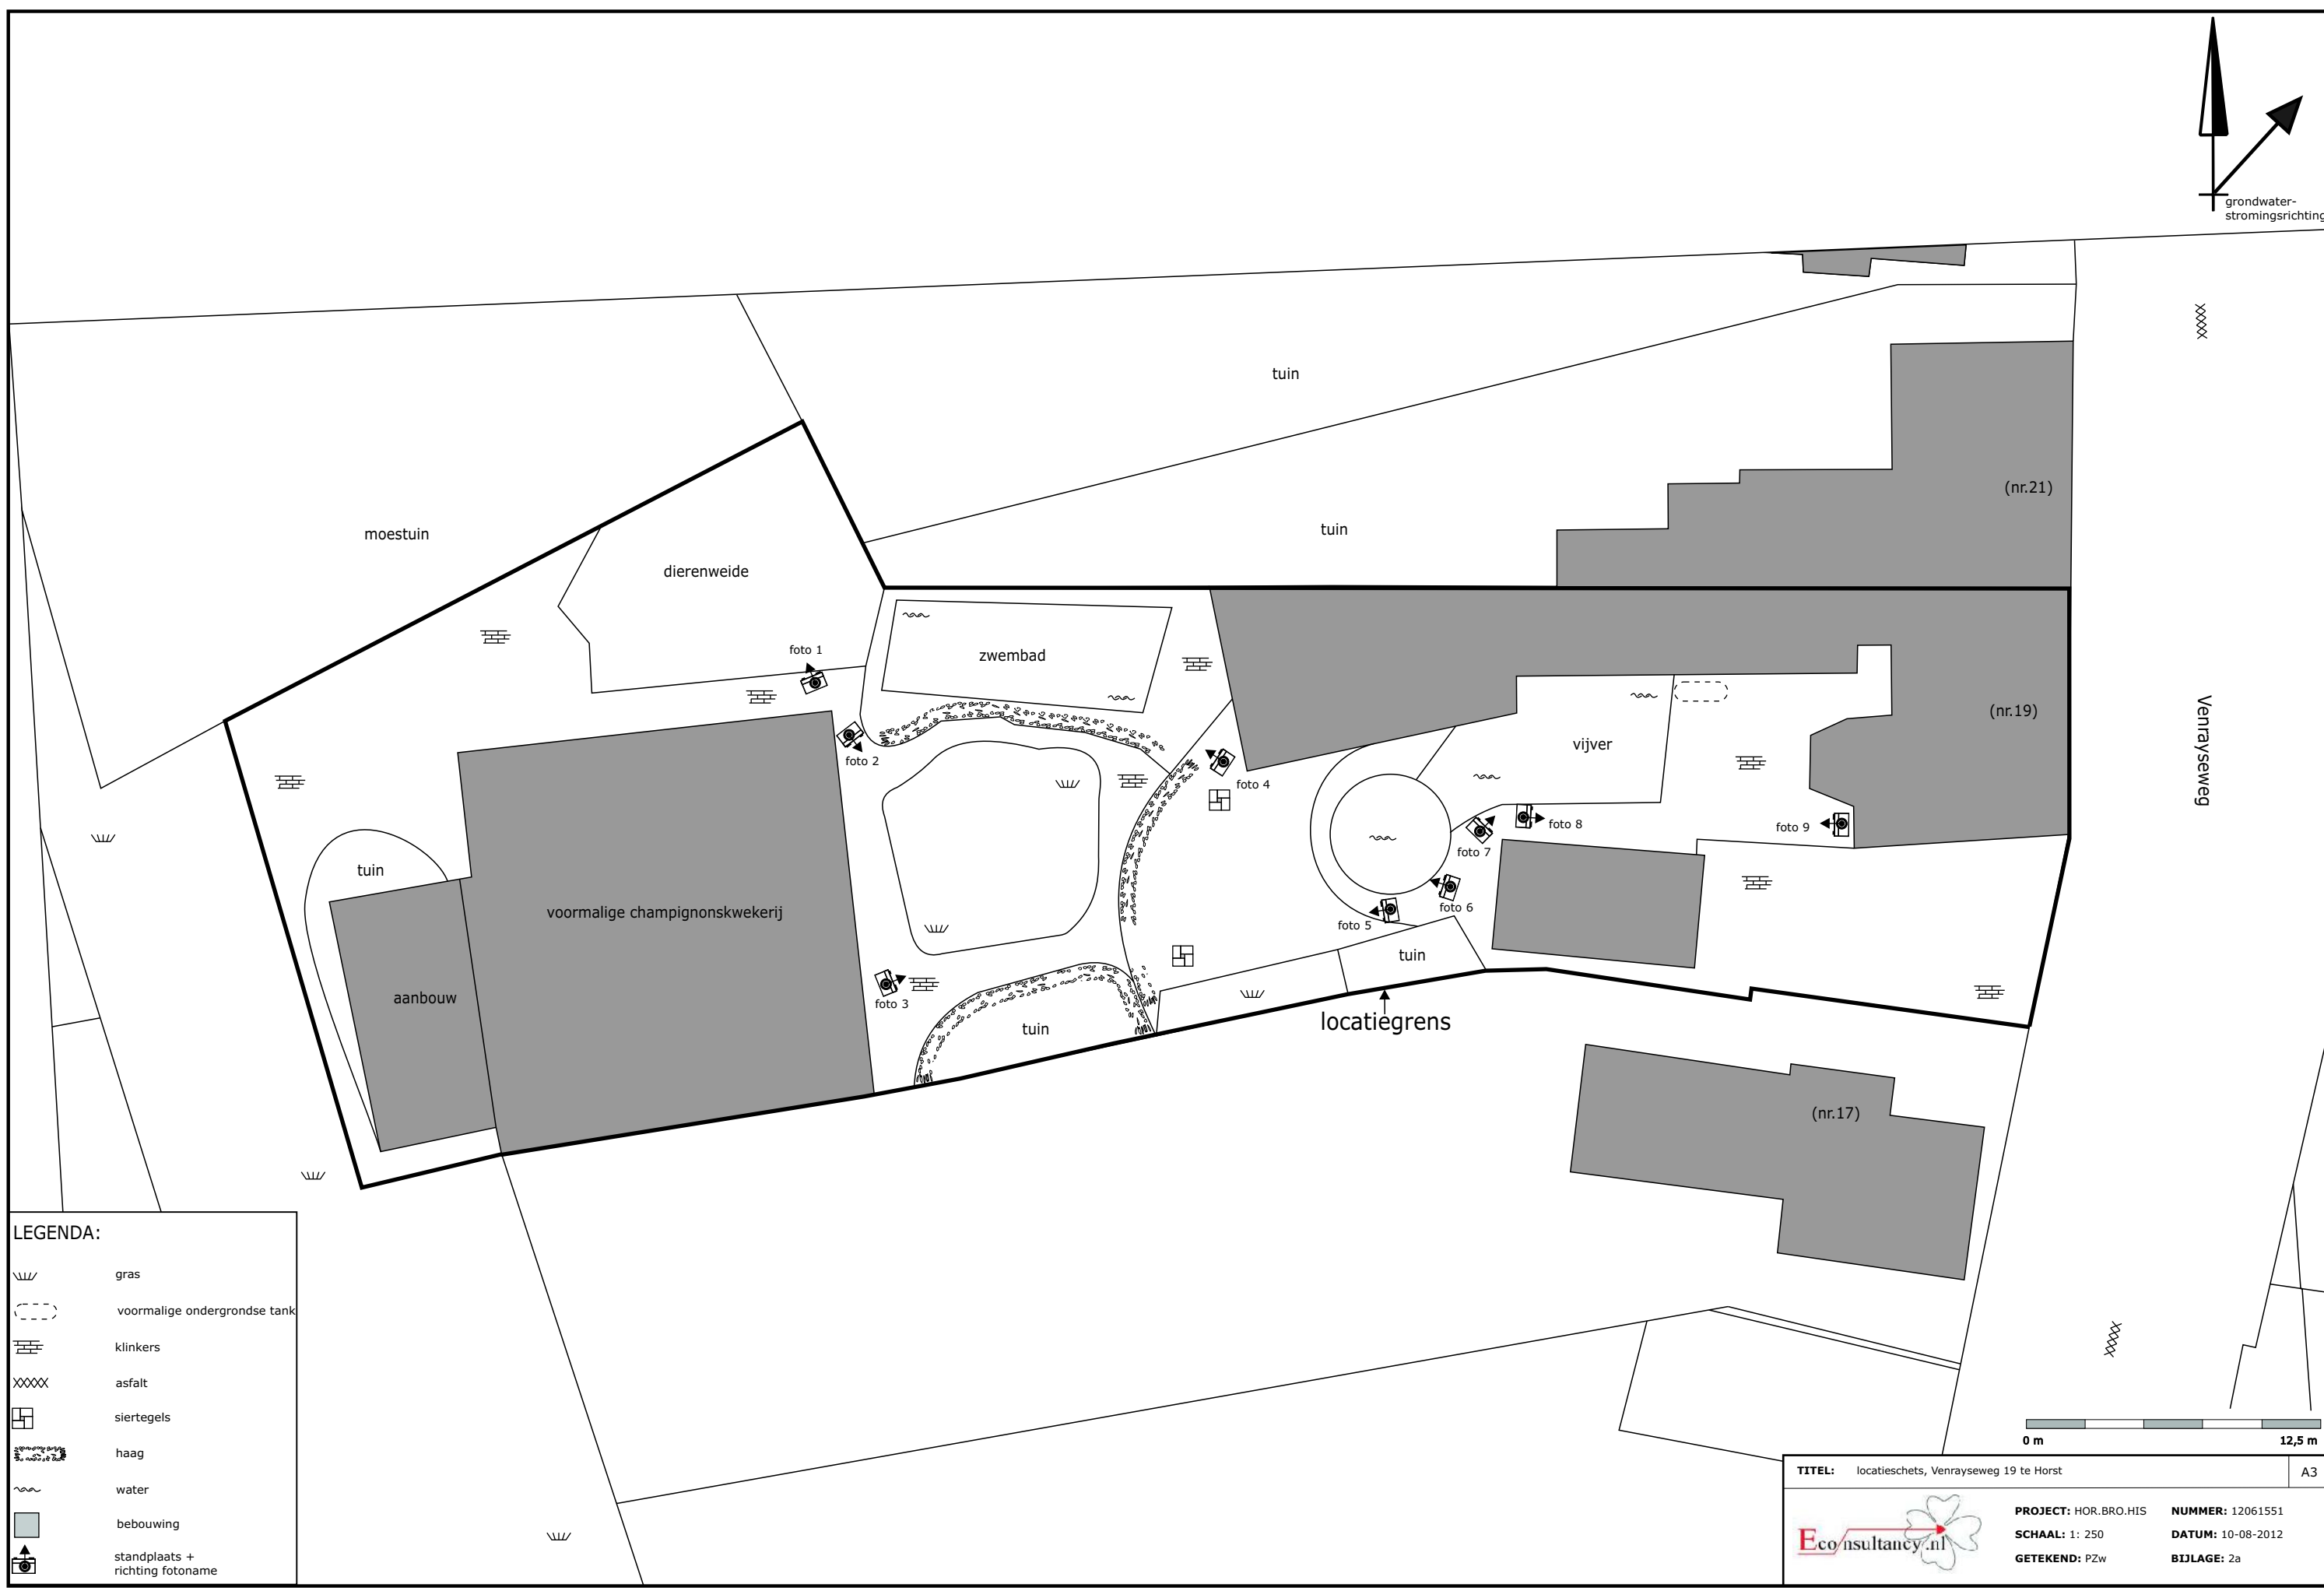 grondwater-
stromingsrichting
tuin
(nr.21)
tuin
moestuin
dierenweide
foto 1
zwembad
(nr.19)
Venrayseweg
vijver
foto 2
foto 4
foto 8
foto 9
foto 7
tuin
voormalige champignonskwekerij
foto 6
foto 5
tuin
aanbouw
foto 3
tuin
locatiegrens
(nr.17)
LEGENDA:
gras
voormalige ondergrondse tank
klinkers
asfalt
siertegels
haag
water
bebouwing
standplaats +
richting fotoname
0 m 12,5 m
TITEL: locatieschets, Venrayseweg 19 te Horst A3
Econsultancy.nl
PROJECT: HOR.BRO.HIS NUMMER: 12061551
SCHAAL: 1: 250 DATUM: 10-08-2012
GETEKEND: PZw BIJLAGE: 2a